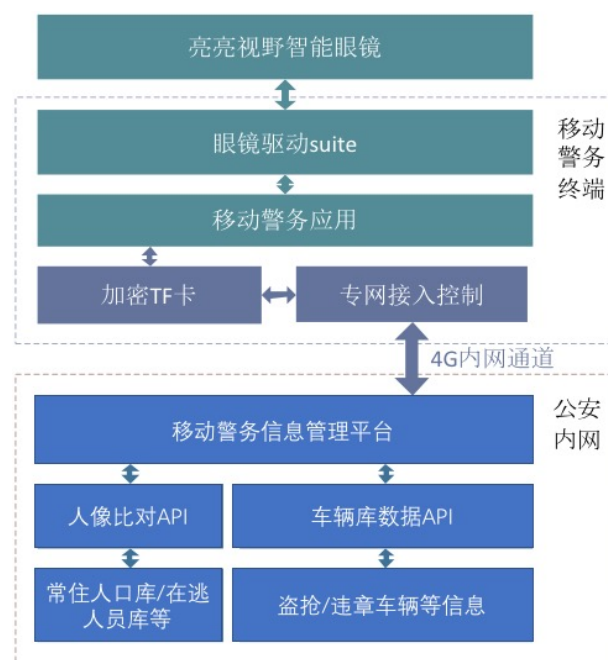 亮亮视野智能眼镜
眼镜驱动suite
移动
警务
终端
移动警务应用
加密TF卡
专网接入控制
4G内网通道
移动警务信息管理平台
公安
内网
人像比对API
车辆库数据API
常住人口库/在逃
人员库等
盗抢/违章车辆等信息